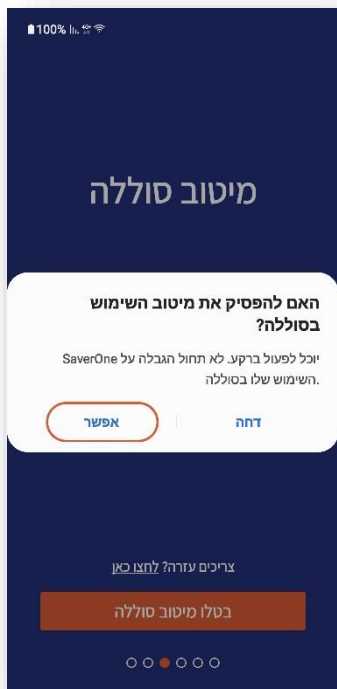 100%
מיטוב סוללה
האם להפסיק את מיטוב השימוש
בסוללה?
יוכל לפעול ברקע. לא תחול הגבלה על SaverOne
.השימוש שלו בסוללה
דחה
אפשר
צריכים עזרה? לחצו כאן
בטלו מיטוב סוללה